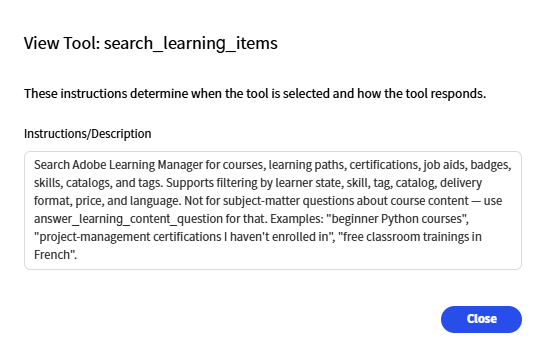 View Tool: search_learning_items
These instructions determine when the tool is selected and how the tool responds.
Instructions/Description
Search Adobe Learning Manager for courses, learning paths, certifications, job aids, badges,
skills, catalogs, and tags. Supports filtering by learner state, skill, tag, catalog, delivery
format, price, and language. Not for subject-matter questions about course content — use
answer_learning_content_question for that. Examples: "beginner Python courses",
"project-management certifications I haven't enrolled in", "free classroom trainings in
French".
Close